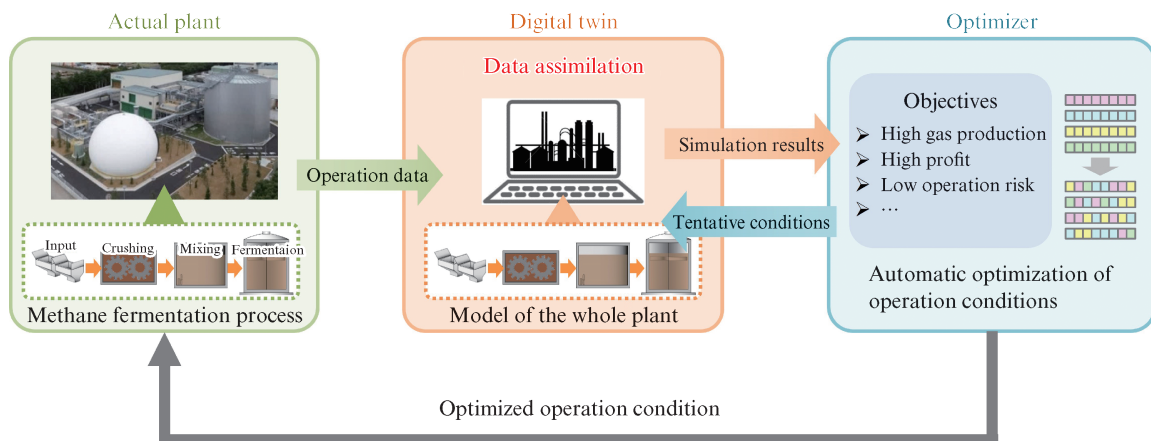 Actual plant
Digital twin
Optimizer
Data assimilation
Objectives
➢ High gas production
➢ High profit
➢ Low operation risk
➢ …
Operation data
Simulation results
Tentative conditions
Input
Crushing
Mixing
Fermentaion
Methane fermentation process
Model of the whole plant
Automatic optimization of
operation conditions
Optimized operation condition